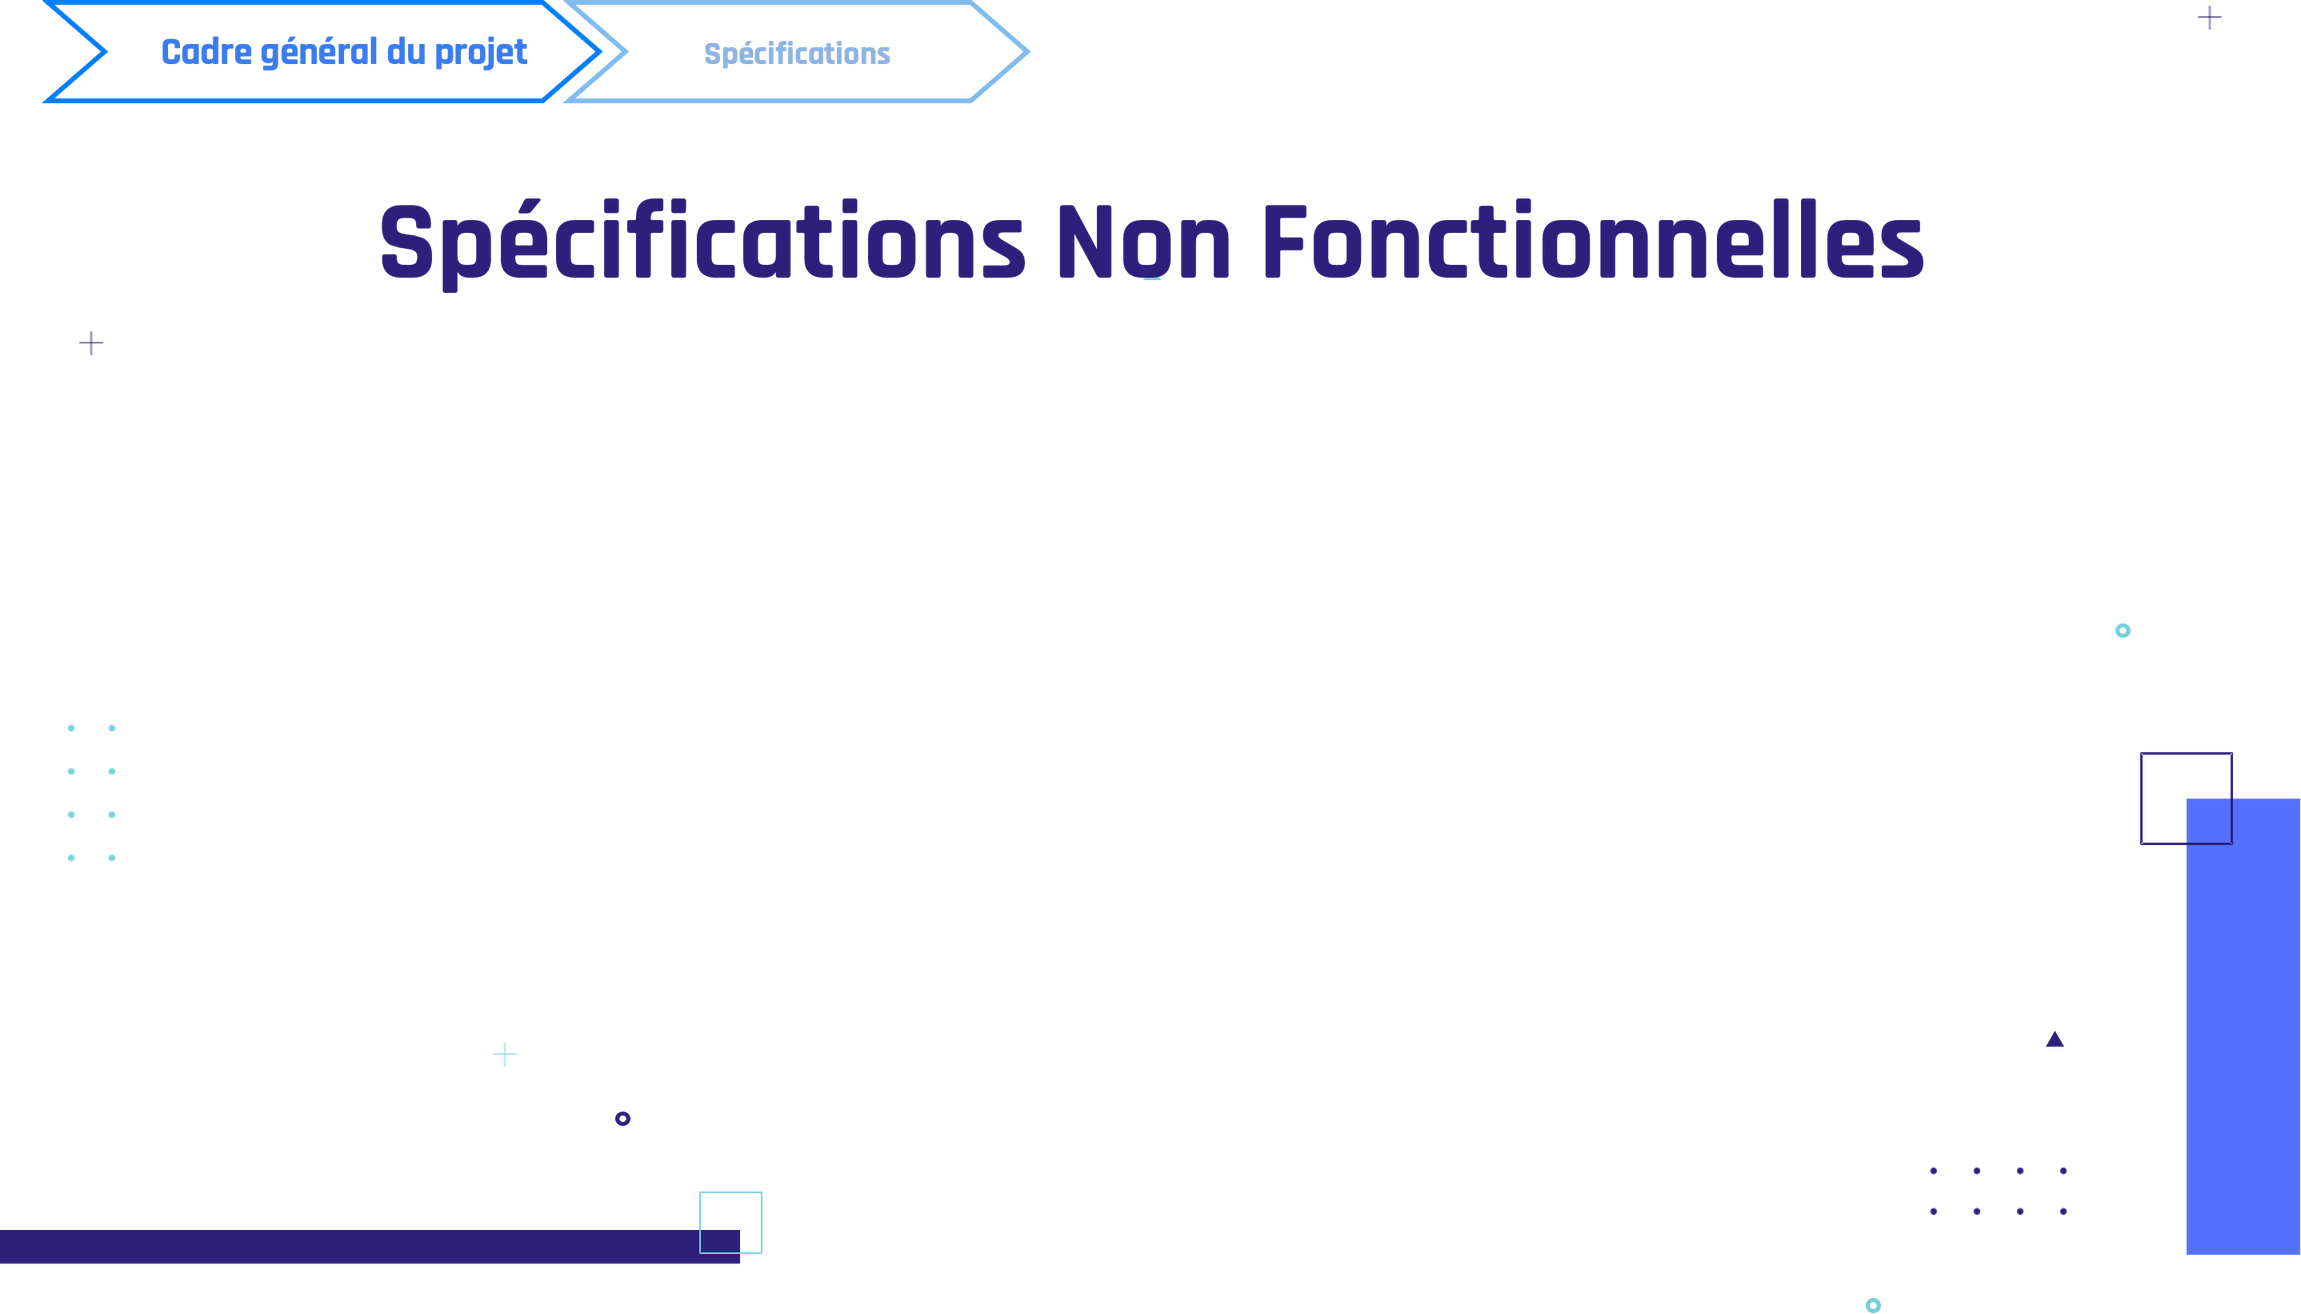 Cadre général du projet
Spécifications
Spécifications Non Fonctionnelles